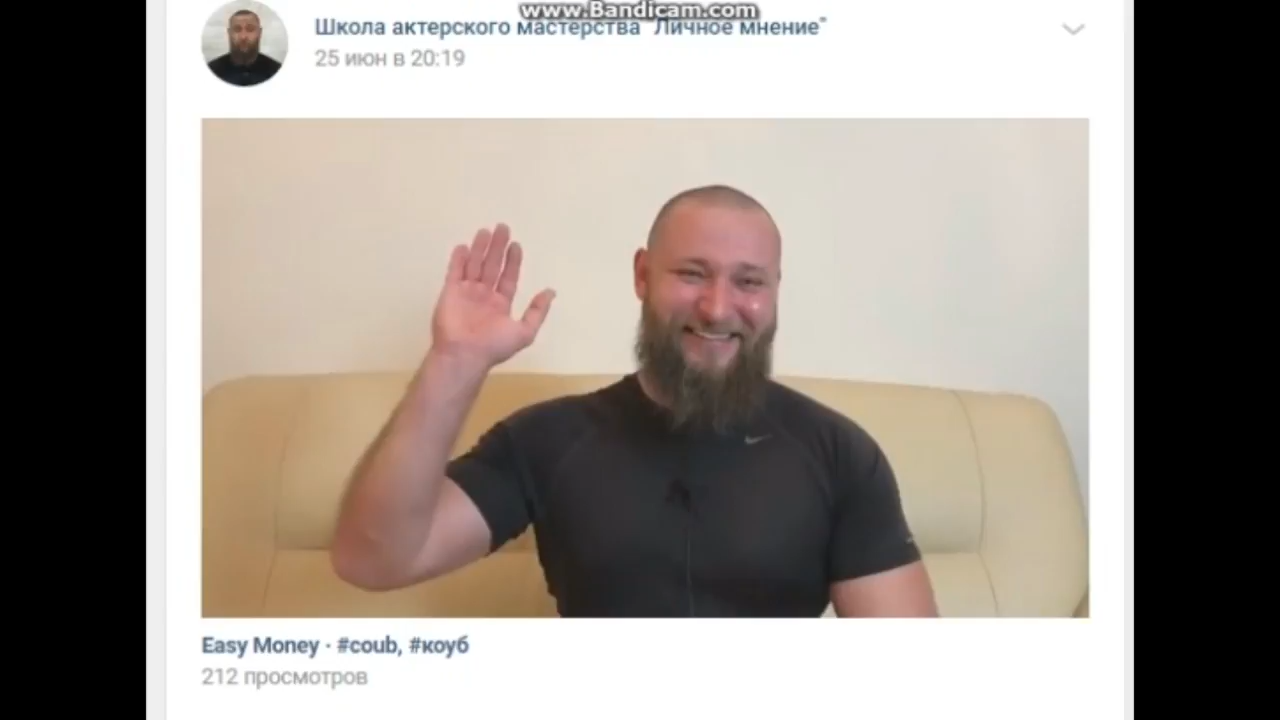 www.Bandicam.com
Школа актерского мастерства "Личное мнение"
25 июн в 20:19
Easy Money · #coub, #коуб
212 просмотров